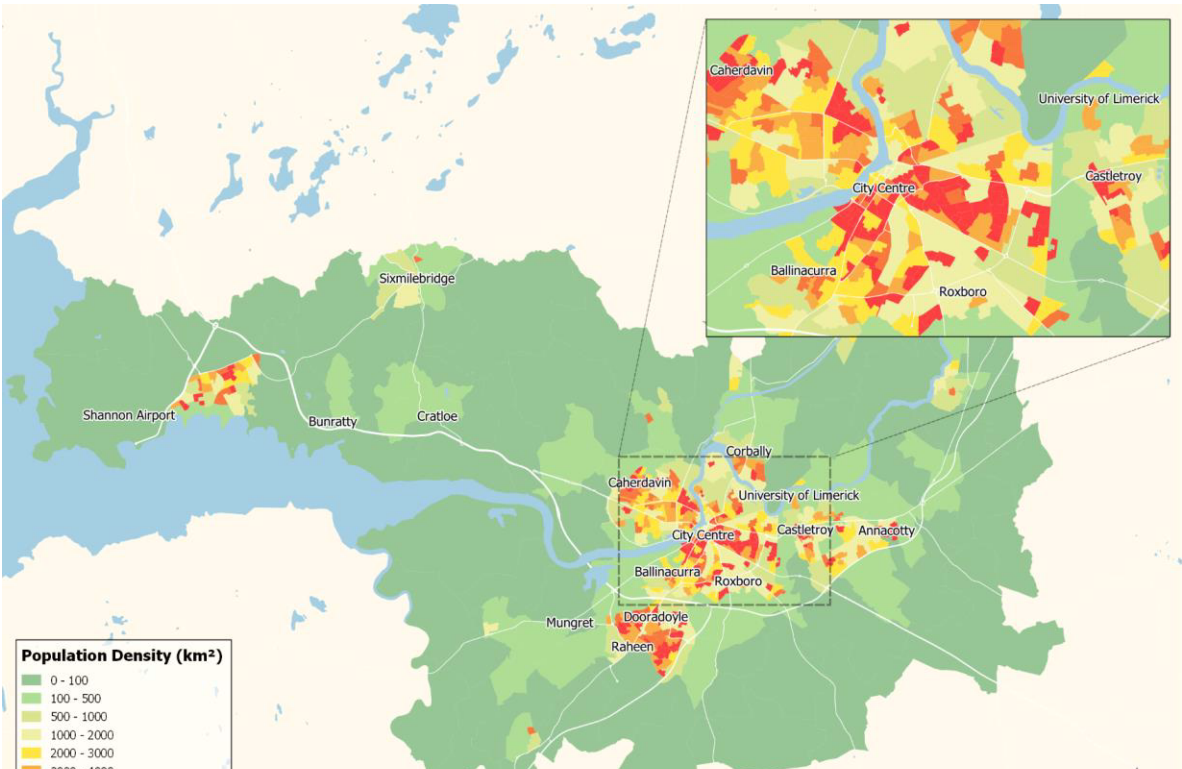 Caherdavin
University of Limerick
City Centre
Castletroy
Ballinacurra
Roxboro
Sixmilebridge
Shannon Airport
Bunratty
Cratloe
Corbally
Caherdavin
University of Limerick
City Centre
Castletroy
Annacotty
Ballinacurra
Roxboro
Mungret
Dooradoyle
Raheen
Population Density (km²)
0 - 100
100 - 500
500 - 1000
1000 - 2000
2000 - 3000